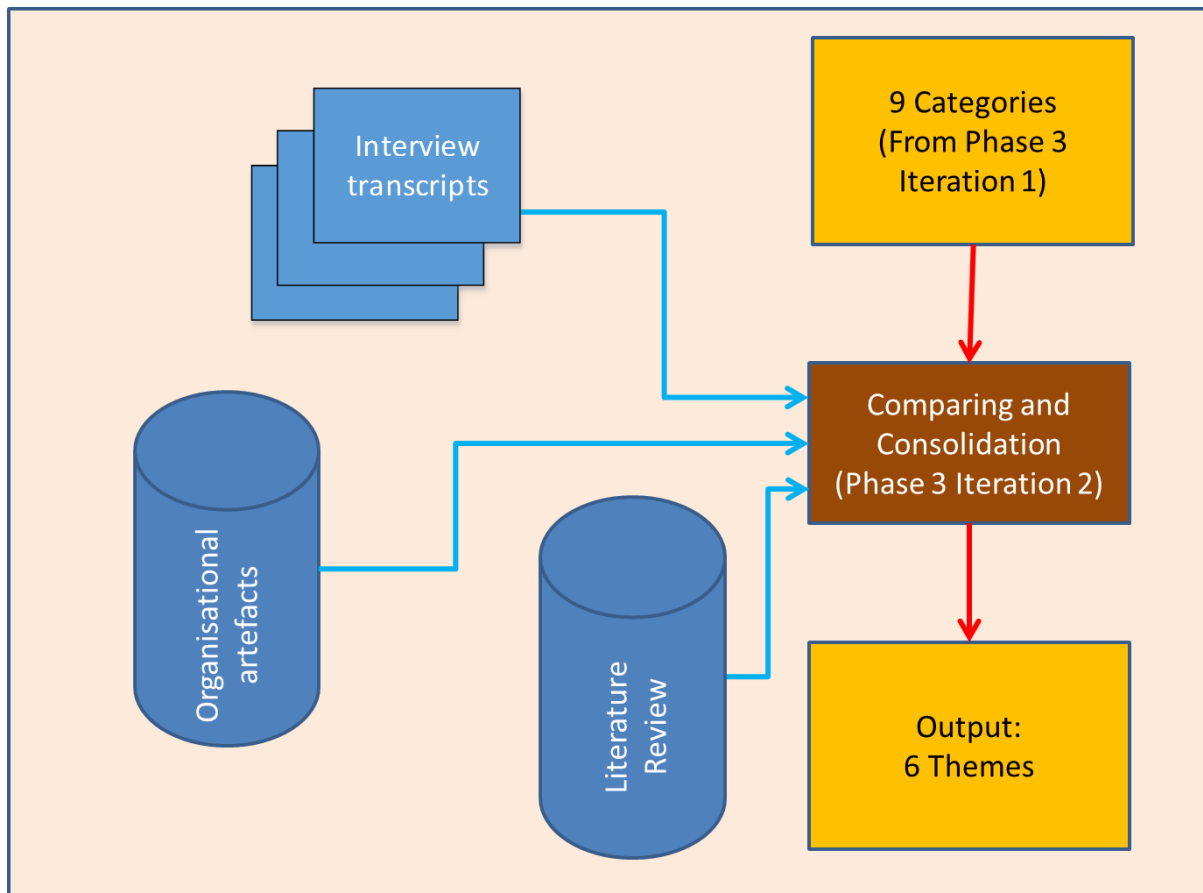 Interview
transcripts
9 Categories
(From Phase 3
Iteration 1)
Comparing and
Consolidation
(Phase 3 Iteration 2)
Organisational
artefacts
Literature
Review
Output:
6 Themes